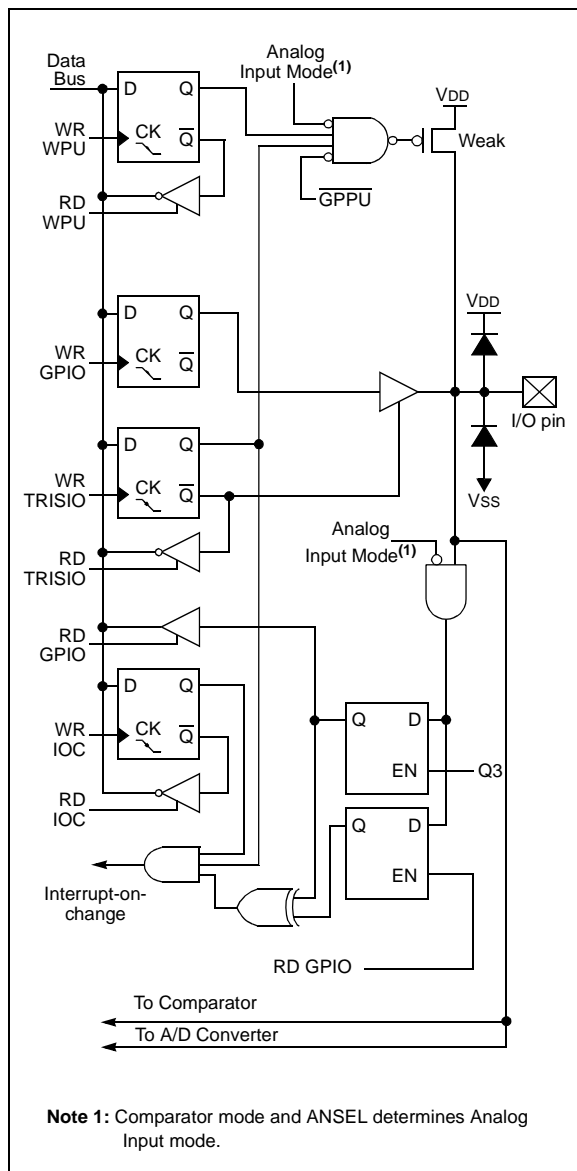 Data
Bus
D
Q
WR
WPU
CK
Q
RD
WPU
Analog
Input Mode(1)
GPPU
VDD
Weak
D
Q
WR
GPIO
CK
Q
VDD
I/O pin
VSS
D
Q
WR
TRISIO
CK
Q
RD
TRISIO
Analog
Input Mode(1)
RD
GPIO
D
Q
WR
IOC
CK
Q
RD
IOC
Q
D
EN
Q3
Q
D
EN
Interrupt-on-
change
RD GPIO
To Comparator
To A/D Converter
Note 1: Comparator mode and ANSEL determines Analog
Input mode.